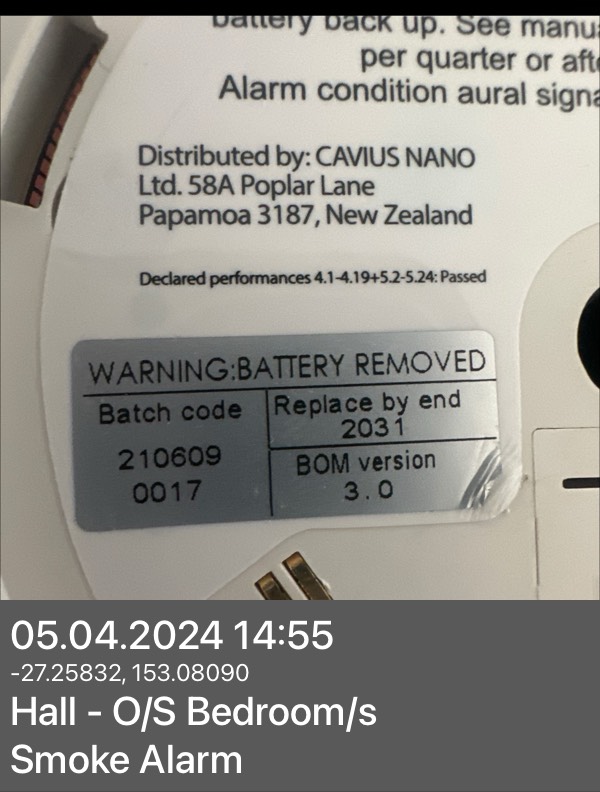 battery back up. See manu
per quarter or aft
Alarm condition aural signa
Distributed by: CAVIUS NANO
Ltd. 58A Poplar Lane
Papamoa 3187, New Zealand
Declared performances 4.1-4.19+5.2-5.24: Passed
WARNING:BATTERY REMOVED
Batch code
210609
0017
Replace by end
2031
BOM version
3.0
05.04.2024 14:55
-27.25832, 153.08090
Hall - O/S Bedroom/s
Smoke Alarm